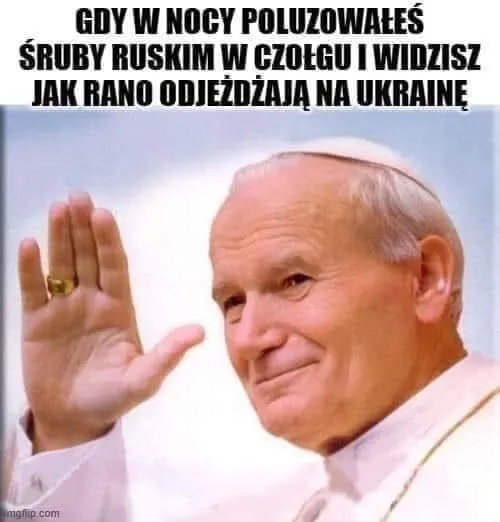 GDY W NOCY POLUZOWAŁEŚ
ŚRUBY RUSKIM W CZOŁGU I WIDZISZ
JAK RANO ODJEŻDŻAJĄ NA UKRAINĘ
imgflip.com